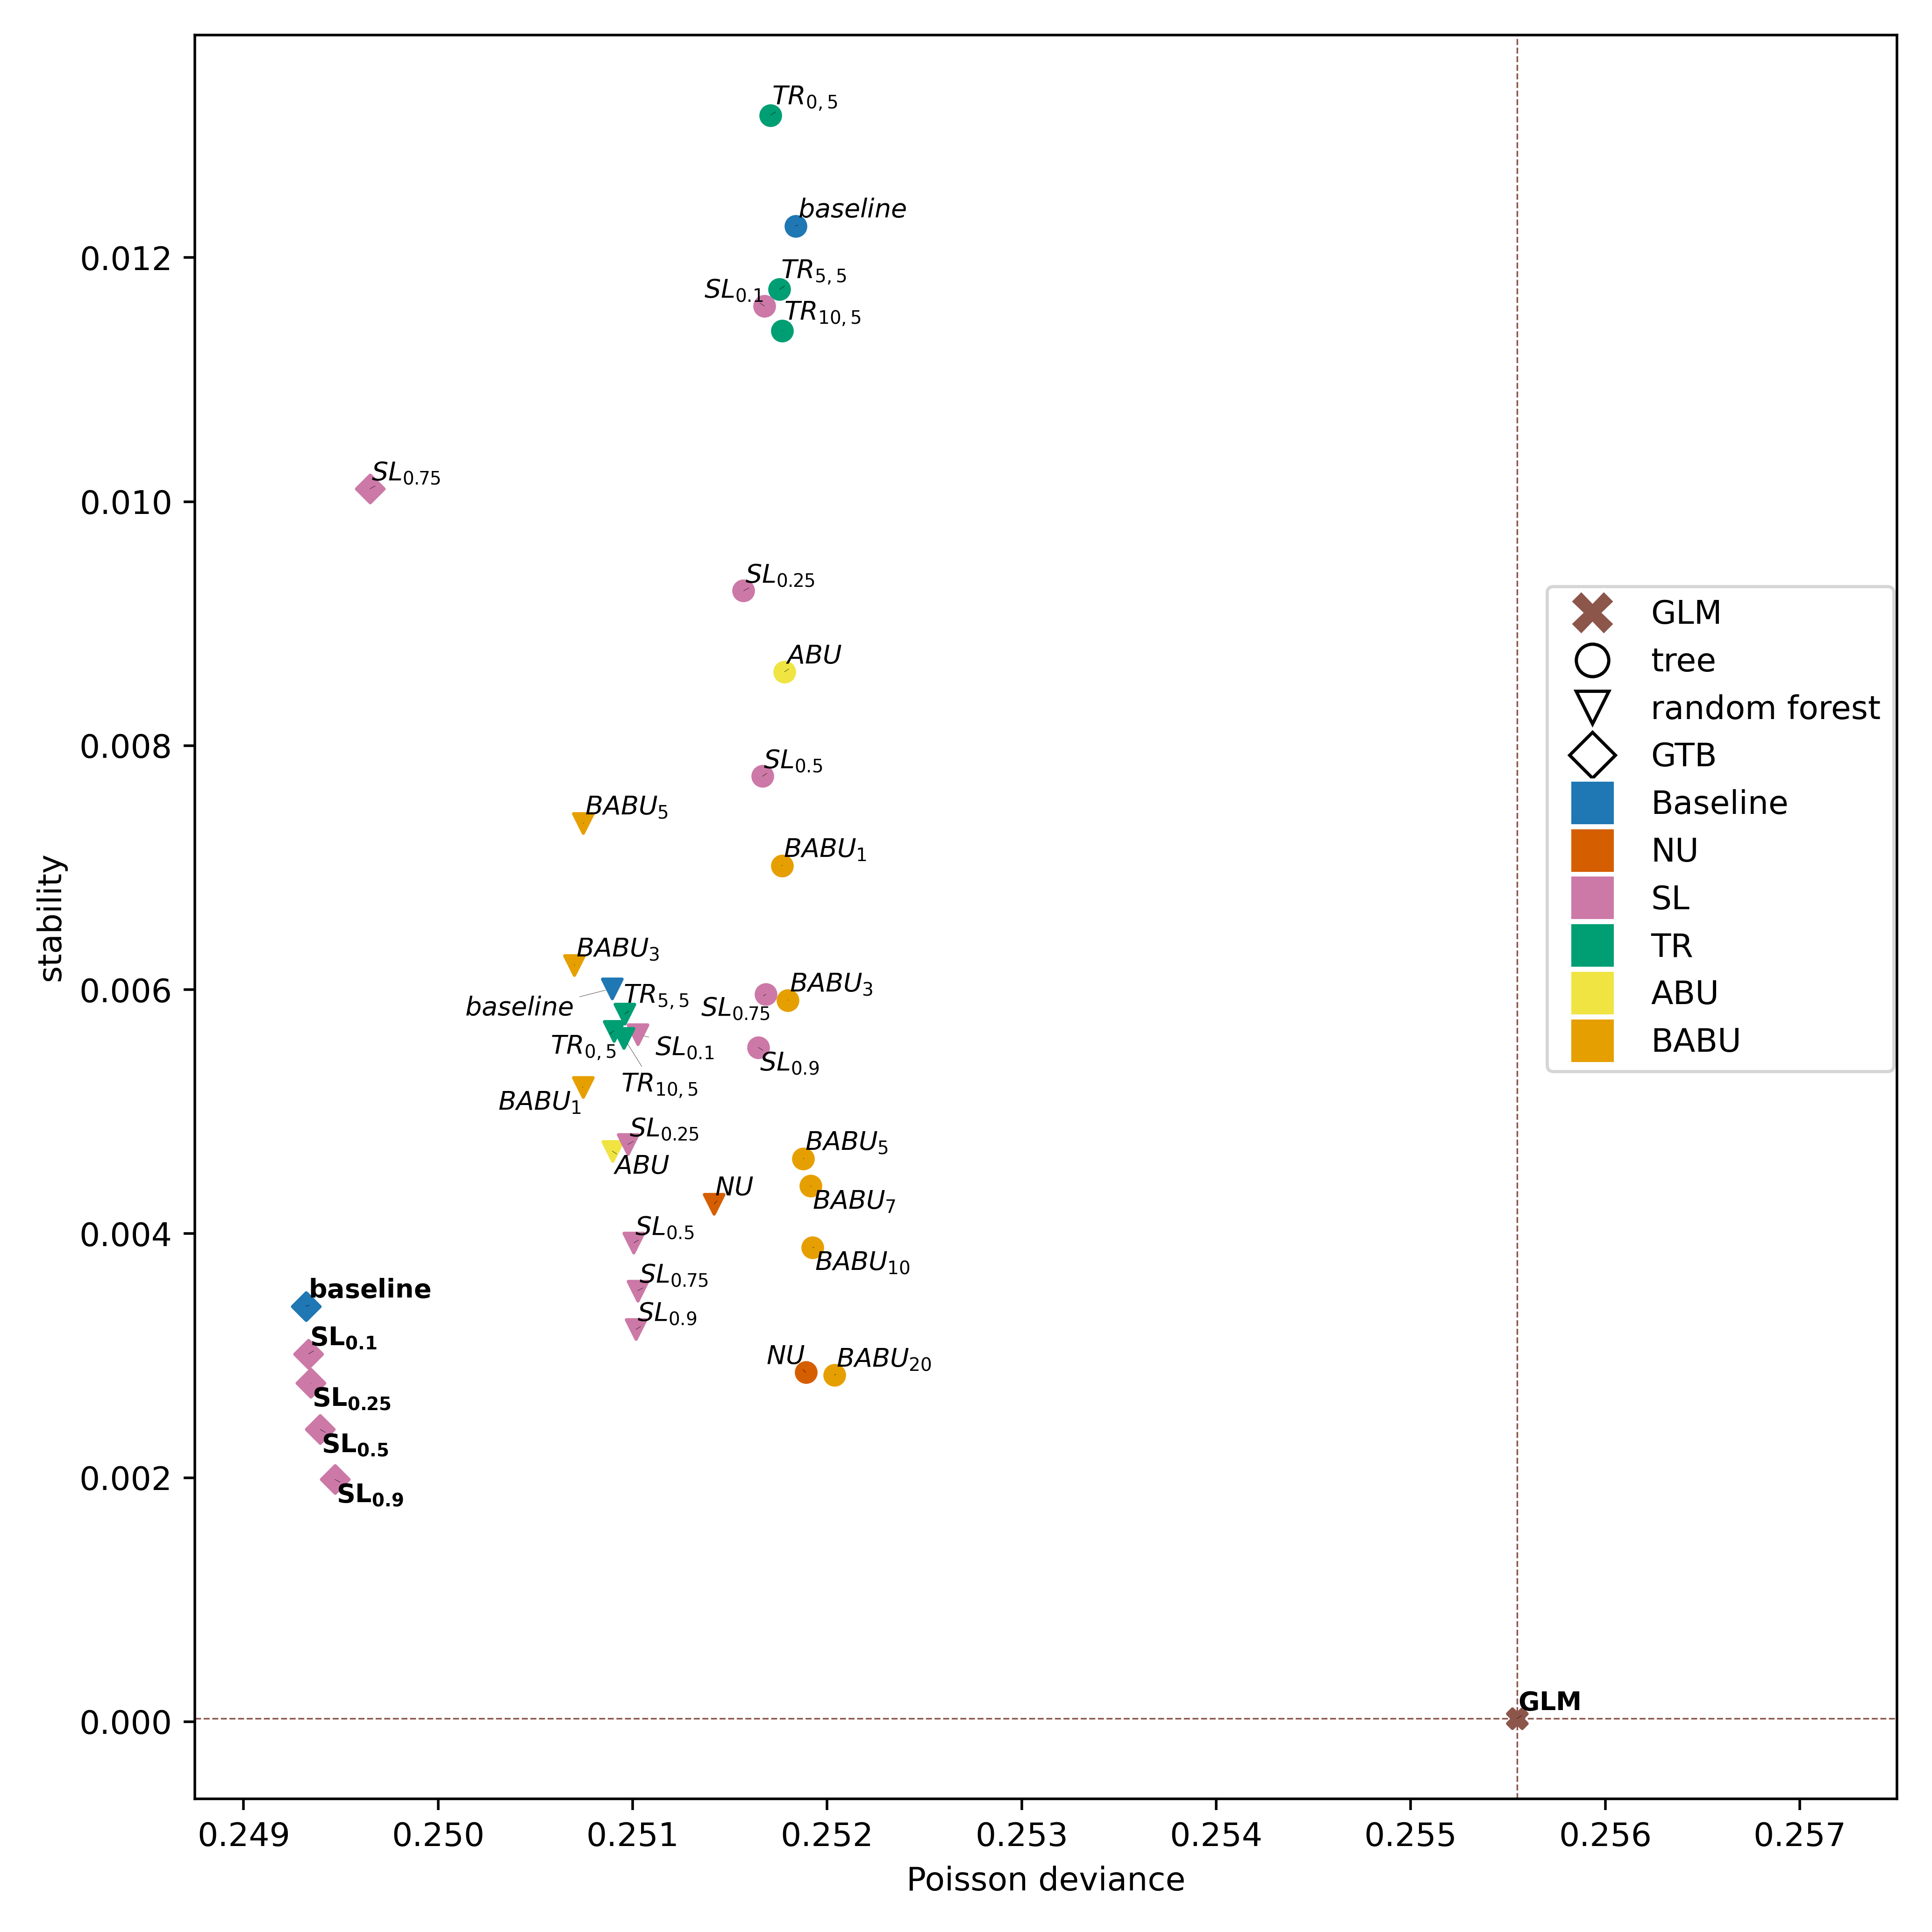 TR0,5
baseline
TR5,5
SL0.1
TR10,5
0.012
SL0.75
0.010
SL0.25
ABU
0.008
SL0.5
BABU5
BABU1
BABU3
baseline
TR5,5
SL0.75
BABU3
0.006
TR0,5
SL0.1
SL0.9
TR10,5
BABU1
SL0.25
ABU
BABU5
NU
BABU7
SL0.5
0.004
BABU10
SL0.75
baseline
SL0.9
SL0.1
NU
BABU20
SL0.25
SL0.5
0.002
SL0.9
GLM
0.000
stability
GLM
tree
random forest
GTB
Baseline
NU
SL
TR
ABU
BABU
0.249 0.250 0.251 0.252 0.253 0.254 0.255 0.256 0.257
Poisson deviance